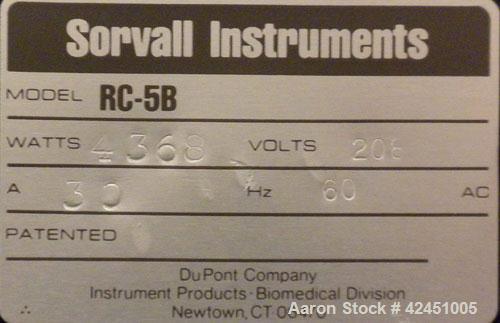 Sorvall Instruments
MODEL RC-5B
WATTS 4368 VOLTS 208
A 30 Hz 60 AC
PATENTED
DuPont Company
Instrument Products·Biomedical Division
Newtown, CT
Aaron Stock # 42451005